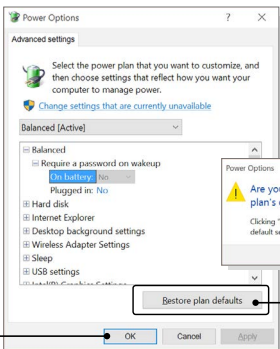 Power Options
Advanced settings
Select the power plan that you want to customize, and
then choose settings that reflect how you want your
computer to manage power.
Change settings that are currently unavailable
Balanced [Active]
Balanced
Require a password on wakeup
On battery: No
Plugged in: No
Hard disk
Internet Explorer
Desktop background settings
Wireless Adapter Settings
Sleep
USB settings
Intel(R) Graphics Settings
Power Options
Are you
plan's
Clicking "
default se
Restore plan defaults
OK
Cancel
Apply